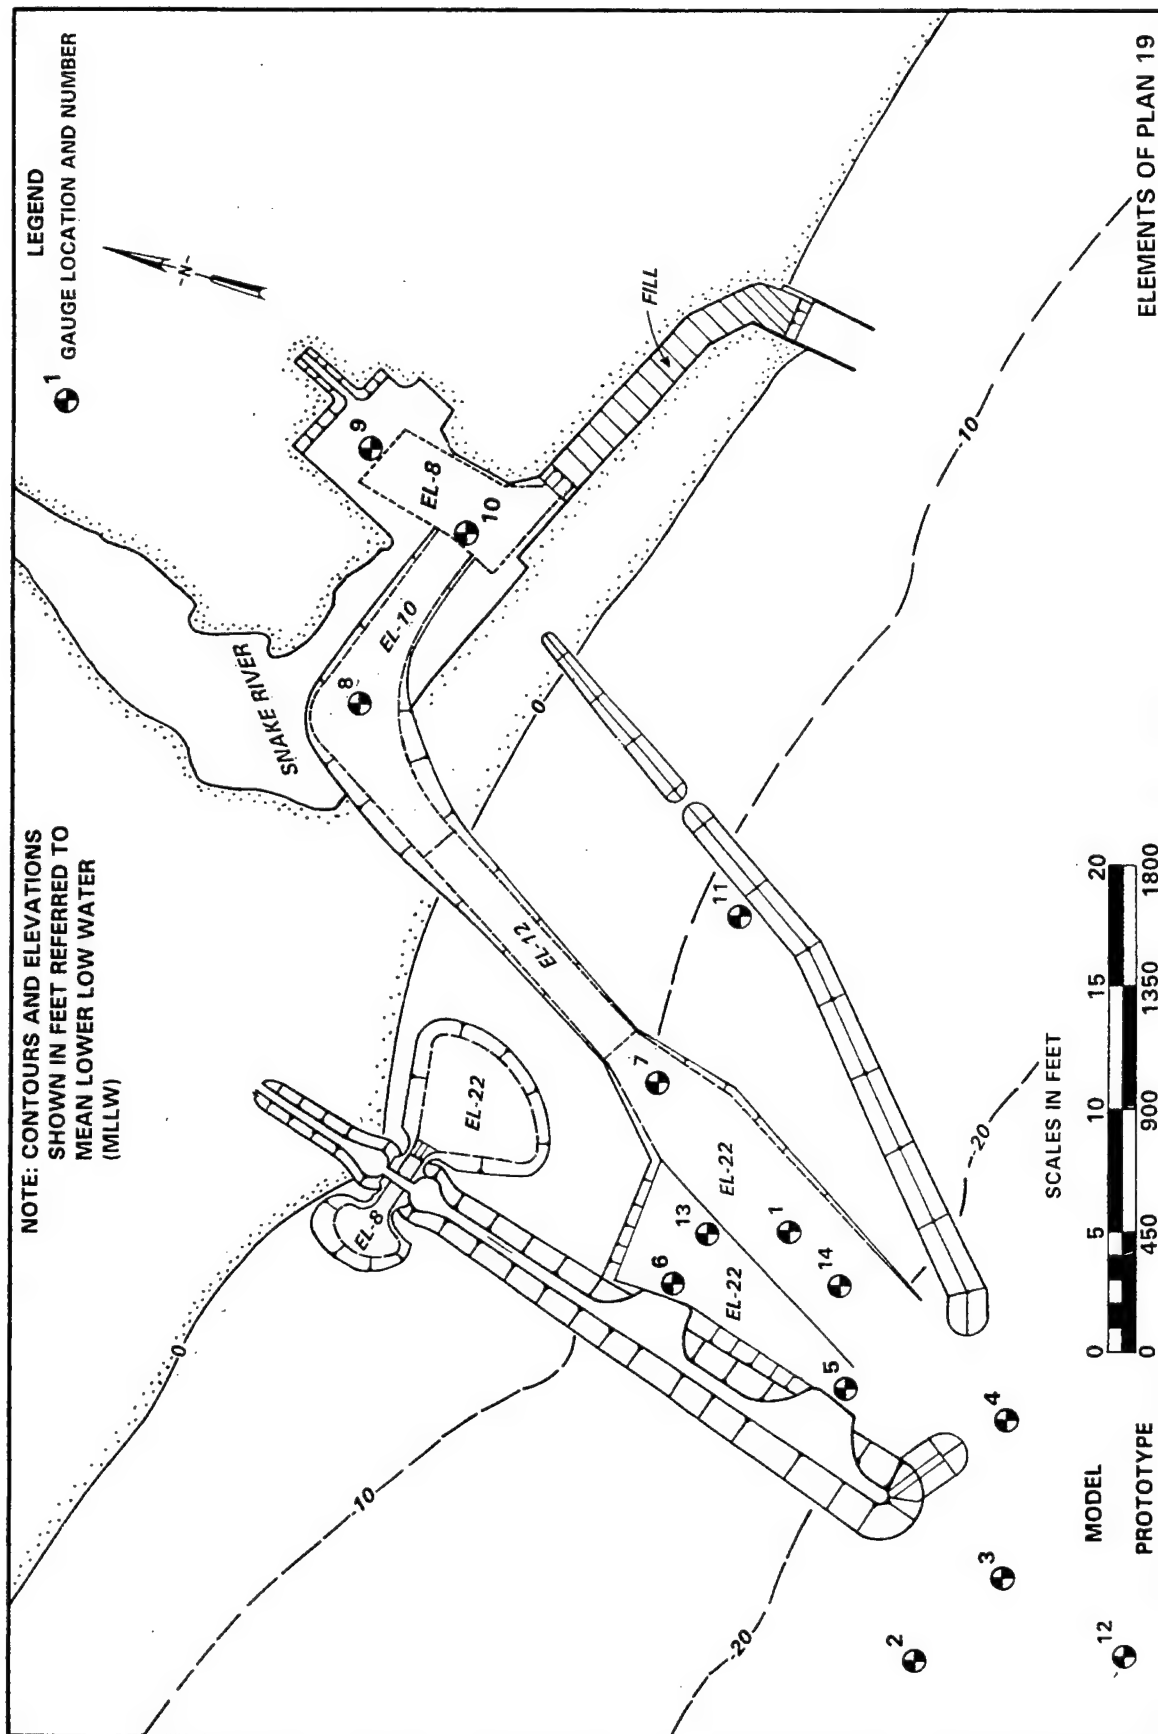 NOTE: CONTOURS AND ELEVATIONS
SHOWN IN FEET REFERRED TO
MEAN LOWER LOW WATER
(MLLW)
LEGEND
1 GAUGE LOCATION AND NUMBER
-N-
SNAKE RIVER
9
EL-8
10
8
EL-10
FILL
0
0
EL-8
EL-22
EL-12
7
11
-10
-10
6
13
EL-22
EL-22
1
14
5
4
-20
-20
2
3
12
SCALES IN FEET
MODEL 0 5 10 15 20
PROTOTYPE 0 450 900 1350 1800
ELEMENTS OF PLAN 19